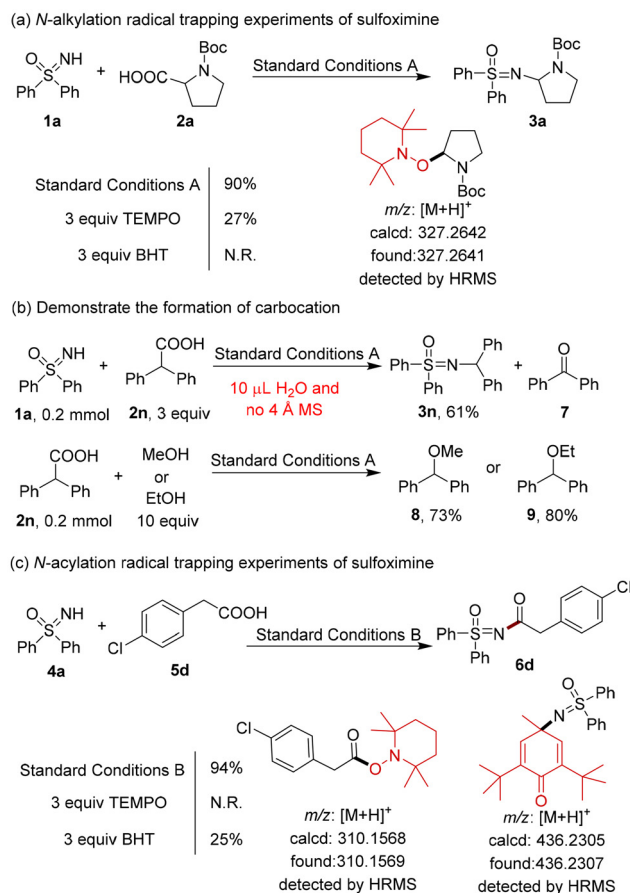 (a) N-alkylation radical trapping experiments of sulfoximine
O NH
S
Ph Ph
1a
+
Boc
N
HOOC
2a
Standard Conditions A
O Boc
Ph S N N
Ph
3a
N O
N
Boc
m/z: [M+H]+
calcd: 327.2642
found:327.2641
detected by HRMS
Standard Conditions A 90%
3 equiv TEMPO 27%
3 equiv BHT N.R.
(b) Demonstrate the formation of carbocation
O NH
S
Ph Ph
1a, 0.2 mmol
+
COOH
Ph Ph
2n, 3 equiv
Standard Conditions A
10 μL H2O and
no 4 Å MS
O Ph
Ph S N
Ph Ph
3n, 61%
+
O
Ph Ph
7
COOH
Ph Ph
2n, 0.2 mmol
+
MeOH
or
EtOH
10 equiv
Standard Conditions A
OMe
Ph Ph
8, 73%
or
OEt
Ph Ph
9, 80%
(c) N-acylation radical trapping experiments of sulfoximine
O NH
S
Ph Ph
4a
+
COOH
Cl
5d
Standard Conditions B
O O Cl
Ph S N
Ph
6d
Standard Conditions B 94%
3 equiv TEMPO N.R.
3 equiv BHT 25%
Cl O
O N
m/z: [M+H]+
calcd: 310.1568
found:310.1569
detected by HRMS
O Ph
Me N S Ph
O
m/z: [M+H]+
calcd: 436.2305
found:436.2307
detected by HRMS